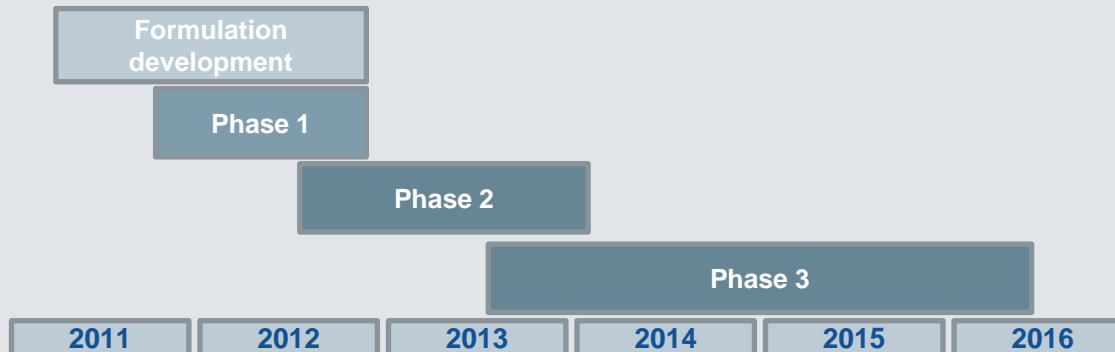 Formulation
development
Phase 1
Phase 2
Phase 3
2011 2012 2013 2014 2015 2016